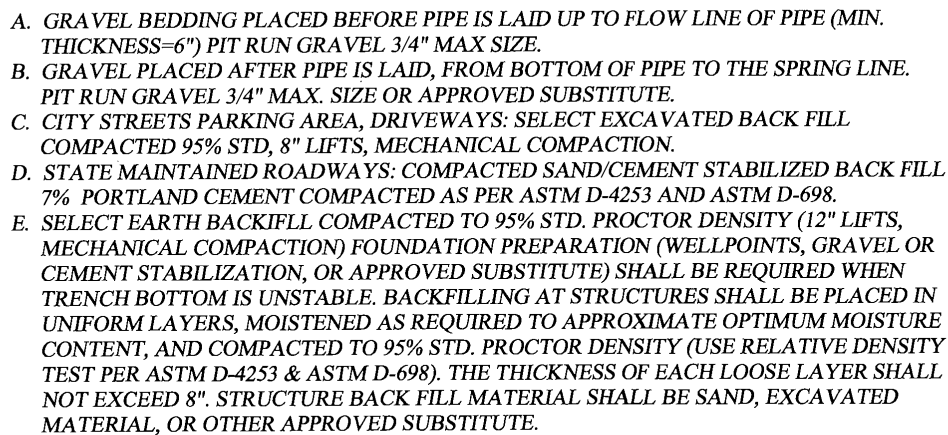 A. GRAVEL BEDDING PLACED BEFORE PIPE IS LAID UP TO FLOW LINE OF PIPE (MIN.
THICKNESS=6") PIT RUN GRAVEL 3/4" MAX SIZE.
B. GRAVEL PLACED AFTER PIPE IS LAID, FROM BOTTOM OF PIPE TO THE SPRING LINE.
PIT RUN GRAVEL 3/4" MAX. SIZE OR APPROVED SUBSTITUTE.
C. CITY STREETS PARKING AREA, DRIVEWAYS: SELECT EXCAVATED BACK FILL
COMPACTED 95% STD, 8" LIFTS, MECHANICAL COMPACTION.
D. STATE MAINTAINED ROADWAYS: COMPACTED SAND/CEMENT STABILIZED BACK FILL
7% PORTLAND CEMENT COMPACTED AS PER ASTM D-4253 AND ASTM D-698.
E. SELECT EARTH BACKIFLL COMPACTED TO 95% STD. PROCTOR DENSITY (12" LIFTS,
MECHANICAL COMPACTION) FOUNDATION PREPARATION (WELLPOINTS, GRAVEL OR
CEMENT STABILIZATION, OR APPROVED SUBSTITUTE) SHALL BE REQUIRED WHEN
TRENCH BOTTOM IS UNSTABLE. BACKFILLING AT STRUCTURES SHALL BE PLACED IN
UNIFORM LAYERS, MOISTENED AS REQUIRED TO APPROXIMATE OPTIMUM MOISTURE
CONTENT, AND COMPACTED TO 95% STD. PROCTOR DENSITY (USE RELATIVE DENSITY
TEST PER ASTM D-4253 & ASTM D-698). THE THICKNESS OF EACH LOOSE LAYER SHALL
NOT EXCEED 8". STRUCTURE BACK FILL MATERIAL SHALL BE SAND, EXCAVATED
MATERIAL, OR OTHER APPROVED SUBSTITUTE.